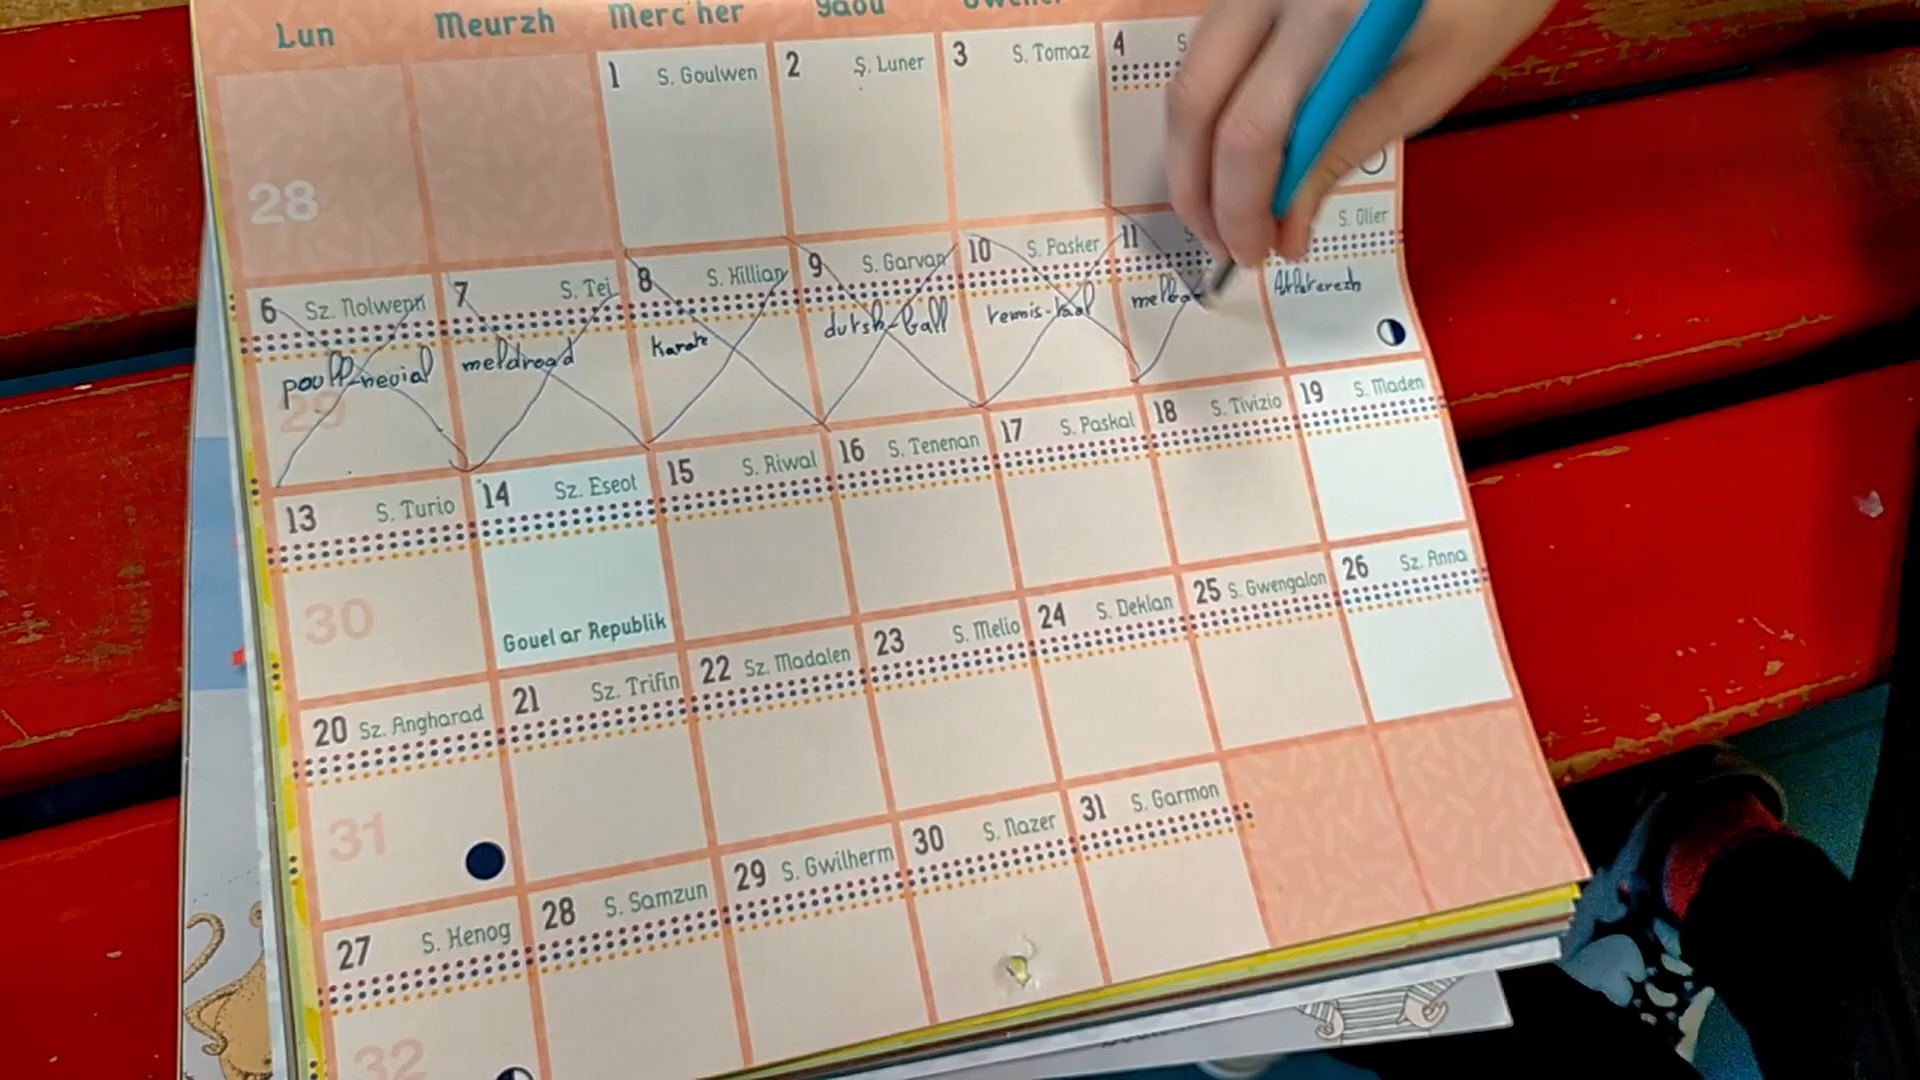 Lun Meurzh Merc'her Yaou Gwener
1 S. Goulwen 2 S. Luner 3 S. Tomaz 4 S.
28
6 Sz. Nolwenn 7 S. Tei 8 S. Killian 9 S. Garvan 10 S. Pasker 11 S. S. Olier
poull-neuial meldroad karate dutsh-ball tennis-taol
29
13 S. Turio 14 Sz. Eseot 15 S. Riwal 16 S. Tenenan 17 S. Paskal 18 S. Tivizio 19 S. Maden
30
Gouel ar Republik
20 Sz. Angharad 21 Sz. Trifin 22 Sz. Madalen 23 S. Melio 24 S. Deklan 25 S. Gwengalon 26 Sz. Anna
31
27 S. Henog 28 S. Samzun 29 S. Gwilherm 30 S. Nazer 31 S. Garmon
32